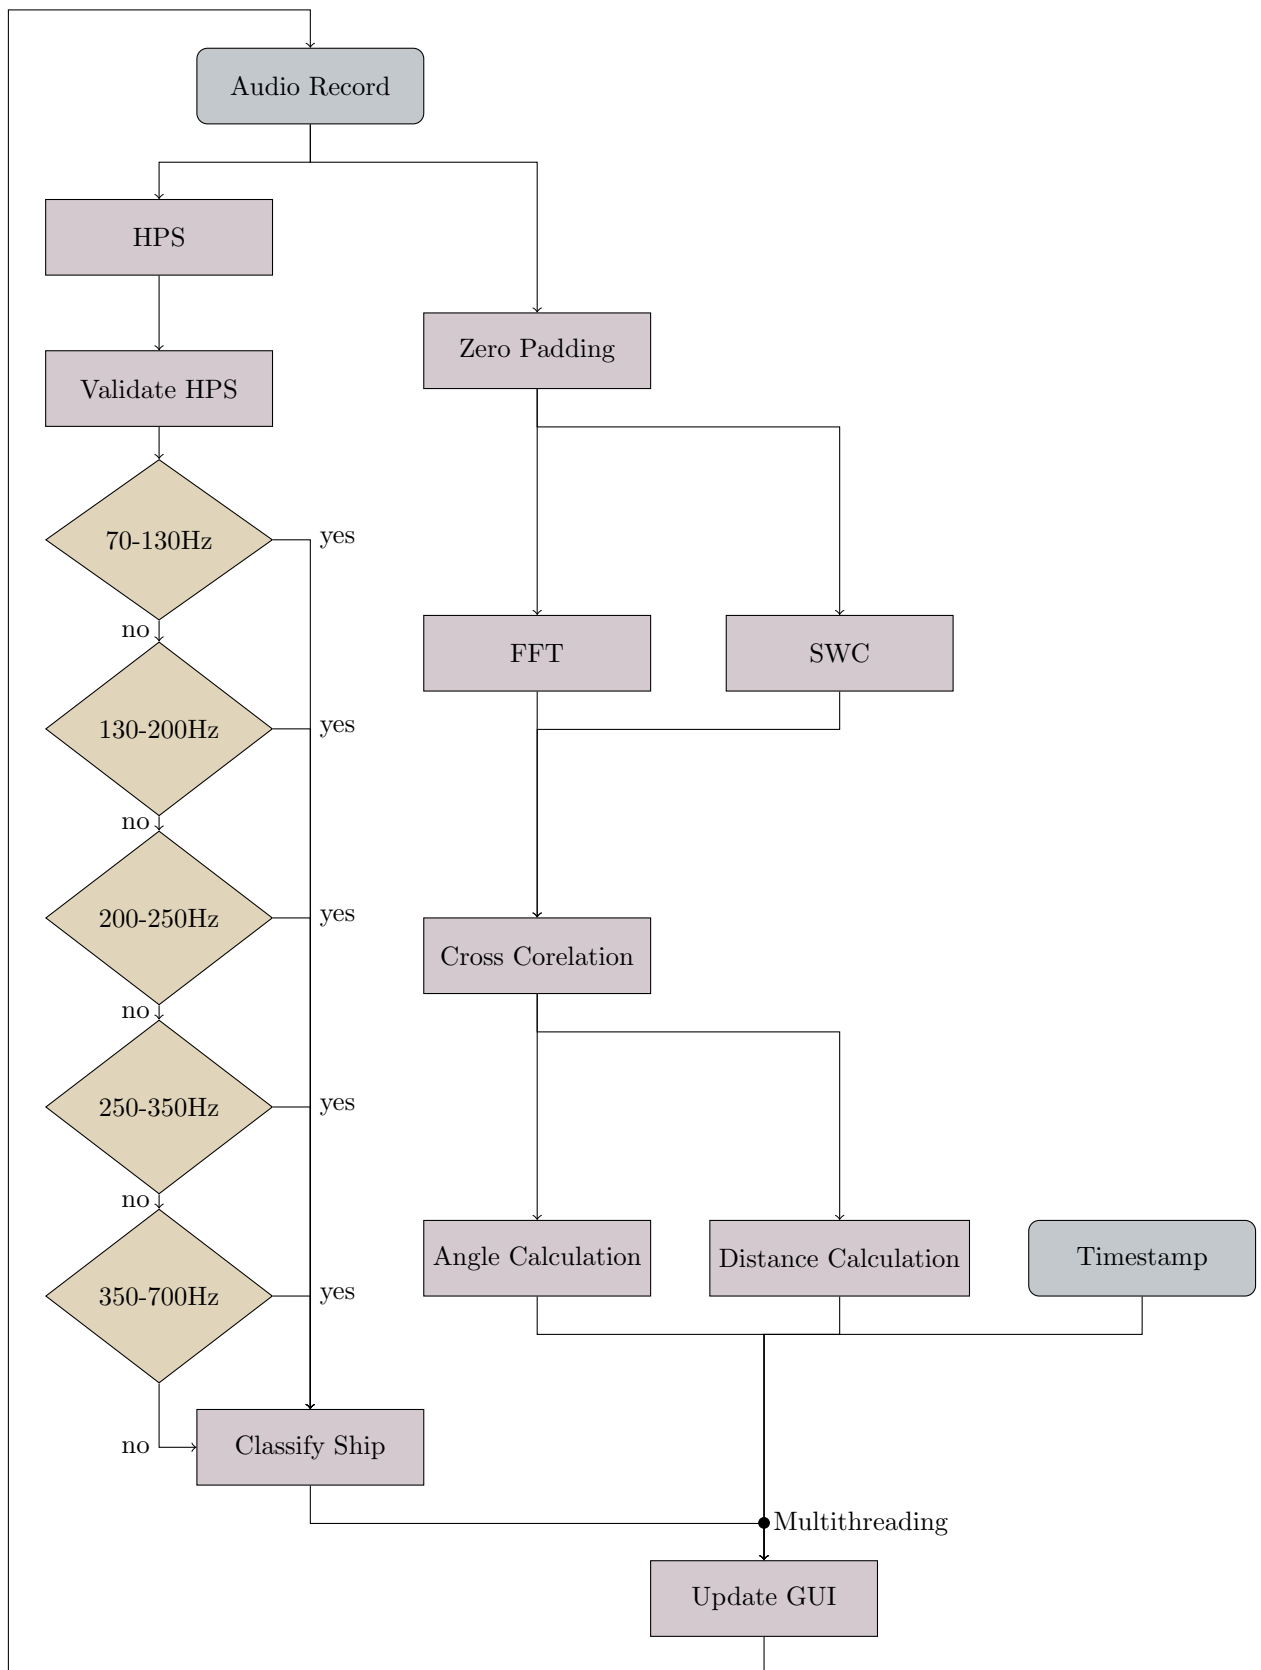 Audio Record
HPS
Zero Padding
Validate HPS
70-130Hz
yes
no
FFT
SWC
130-200Hz
yes
no
200-250Hz
yes
Cross Corelation
no
250-350Hz
yes
no
Angle Calculation
Distance Calculation
Timestamp
350-700Hz
yes
no
Classify Ship
Multithreading
Update GUI